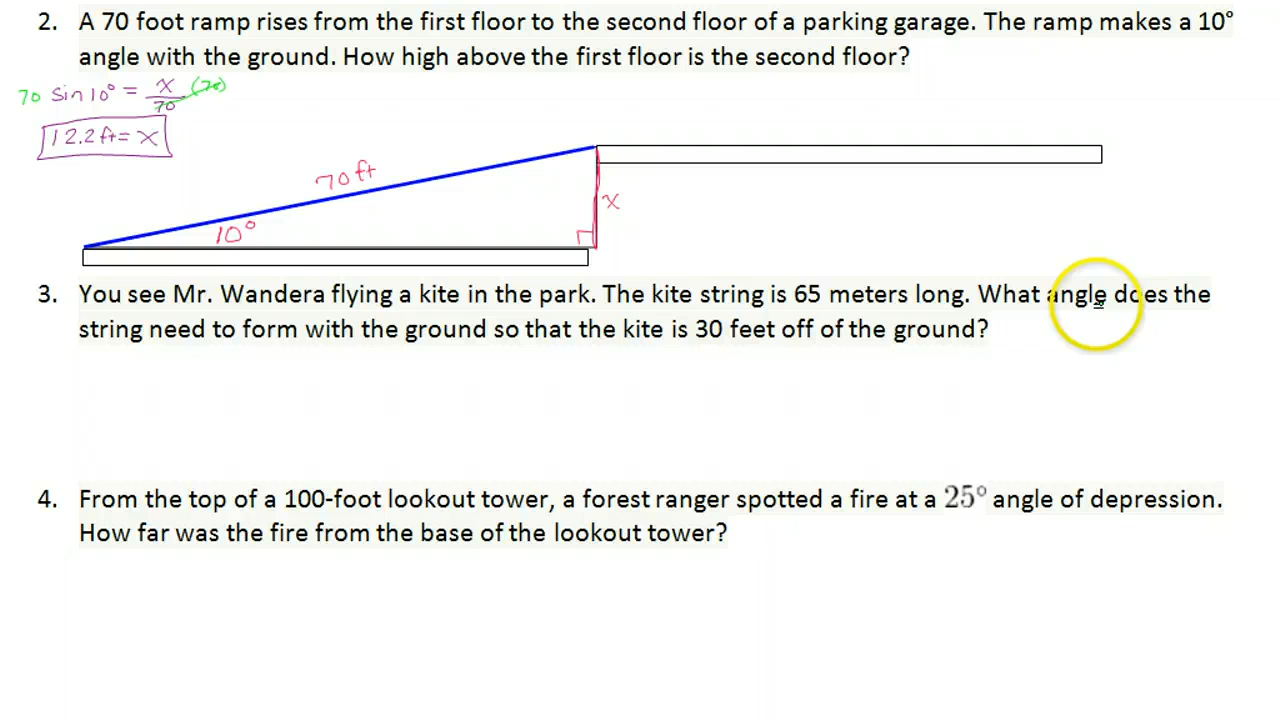 2. A 70 foot ramp rises from the first floor to the second floor of a parking garage. The ramp makes a 10°
angle with the ground. How high above the first floor is the second floor?
70 sin 10° = x/70 (70)
12.2 ft = x
70 ft
x
10°
3. You see Mr. Wandera flying a kite in the park. The kite string is 65 meters long. What angle does the
string need to form with the ground so that the kite is 30 feet off of the ground?
4. From the top of a 100-foot lookout tower, a forest ranger spotted a fire at a 25° angle of depression.
How far was the fire from the base of the lookout tower?